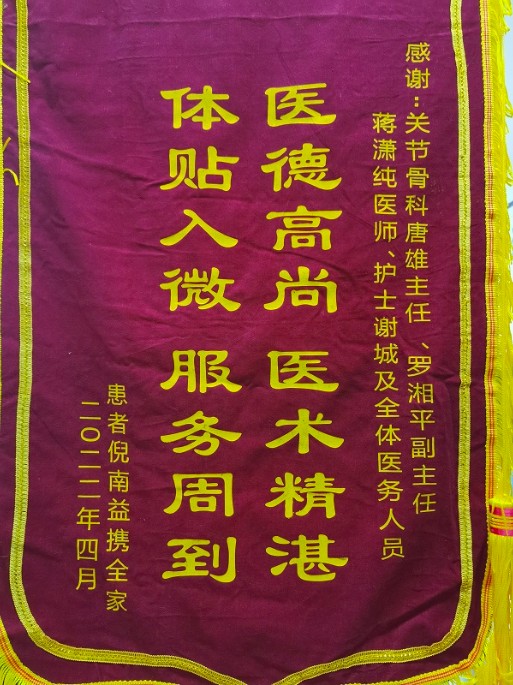 感谢：关节骨科唐雄主任、罗湘平副主任
蒋潇纯医师、护士谢城及全体医务人员
医德高尚 医术精湛
体贴入微 服务周到
患者倪南益携全家
二〇二二年四月